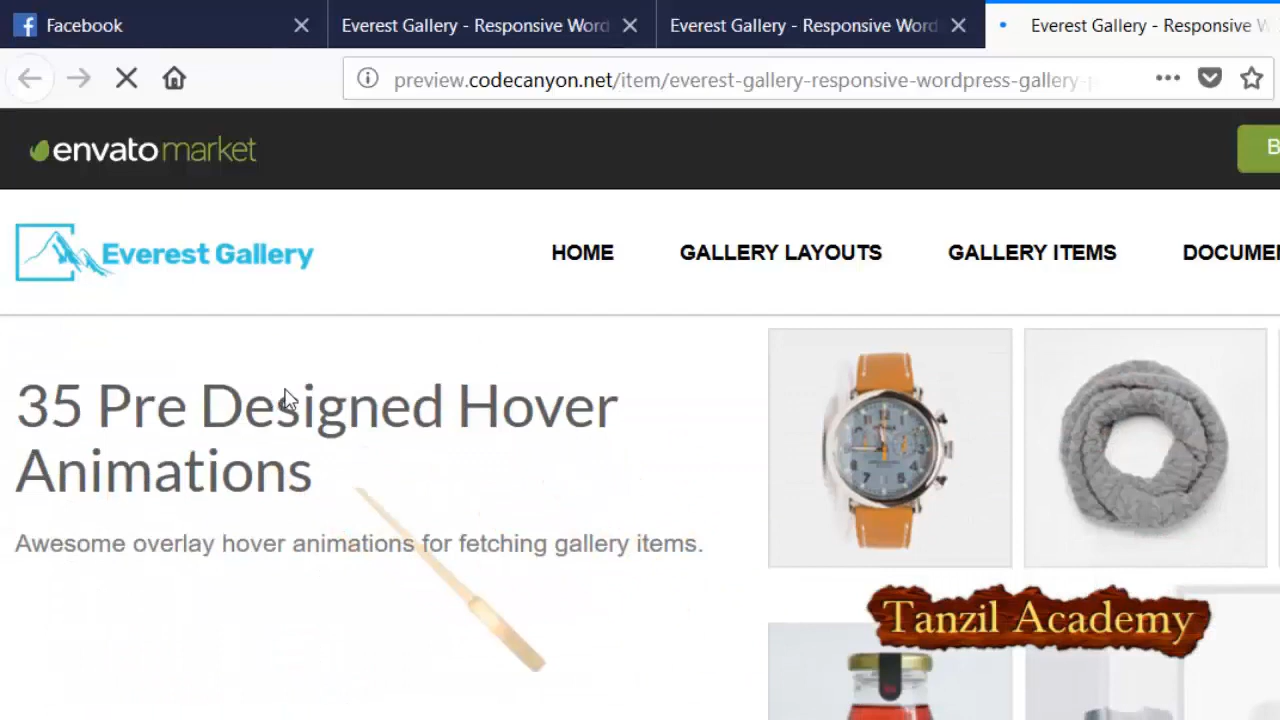 Facebook
Everest Gallery - Responsive Word
Everest Gallery - Responsive Word
Everest Gallery - Responsive W
preview.codecanyon.net/item/everest-gallery-responsive-wordpress-gallery-p
envato market
B
Everest Gallery
HOME
GALLERY LAYOUTS
GALLERY ITEMS
DOCUME
35 Pre Designed Hover
Animations
Awesome overlay hover animations for fetching gallery items.
Tanzil Academy